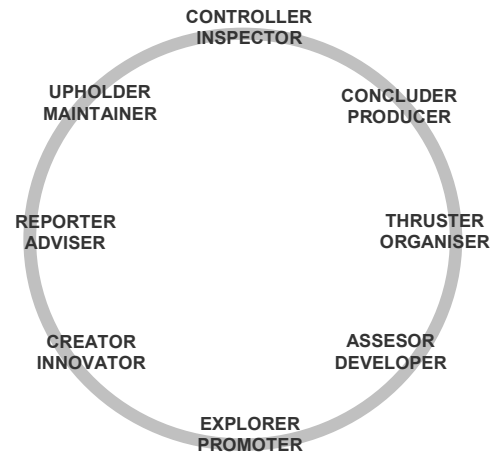 CONTROLLER
INSPECTOR
UPHOLDER
MAINTAINER
CONCLUDER
PRODUCER
REPORTER
ADVISER
THRUSTER
ORGANISER
CREATOR
INNOVATOR
ASSESOR
DEVELOPER
EXPLORER
PROMOTER